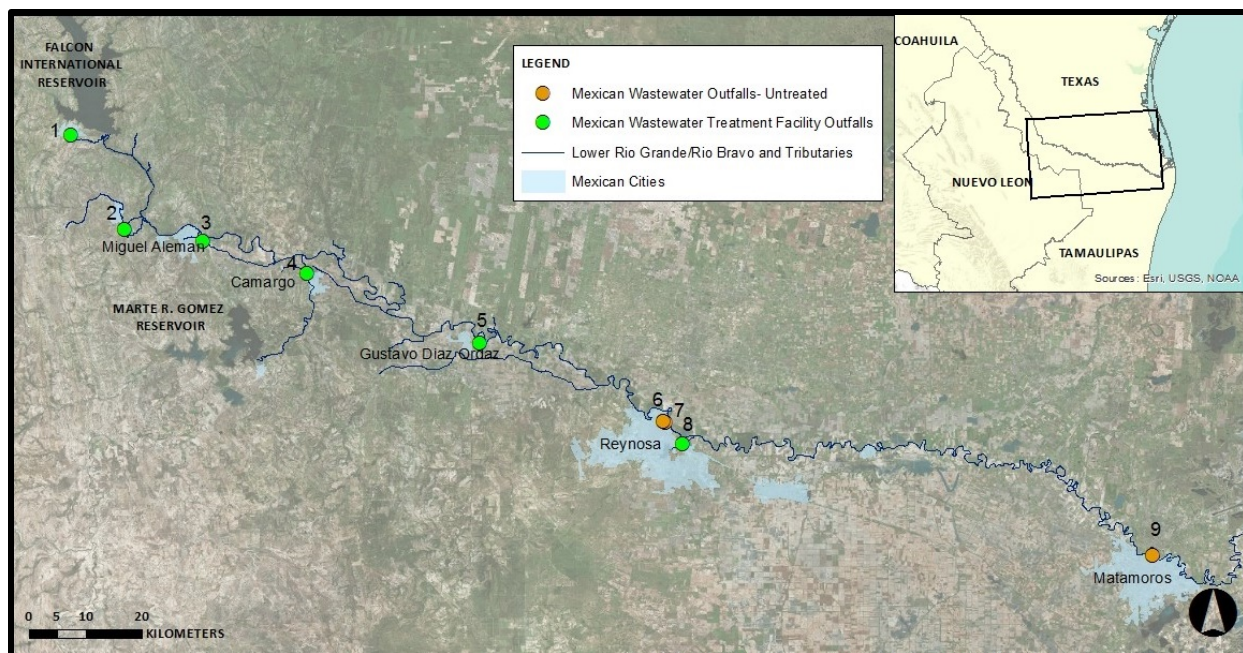 FALCON
INTERNATIONAL
RESERVOIR
1
2
Miguel Aleman
3
4
Camargo
MARTE R. GOMEZ
RESERVOIR
5
Gustavo Diaz Ordaz
6
7
8
Reynosa
9
Matamoros
LEGEND
Mexican Wastewater Outfalls- Untreated
Mexican Wastewater Treatment Facility Outfalls
Lower Rio Grande/Rio Bravo and Tributaries
Mexican Cities
COAHUILA
TEXAS
NUEVO LEON
TAMAULIPAS
Sources: Esri, USGS, NOAA
0 5 10 20
KILOMETERS